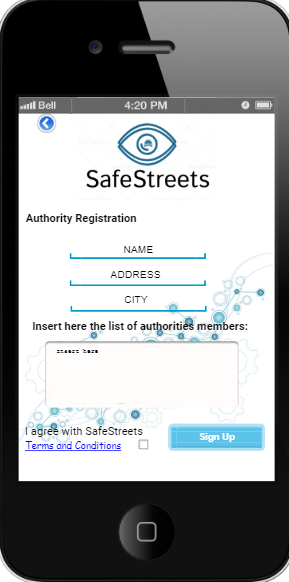 Bell 4:20 PM
SafeStreets
Authority Registration
NAME
ADDRESS
CITY
Insert here the list of authorities members:
insert here
I agree with SafeStreets
Terms and Conditions
Sign Up